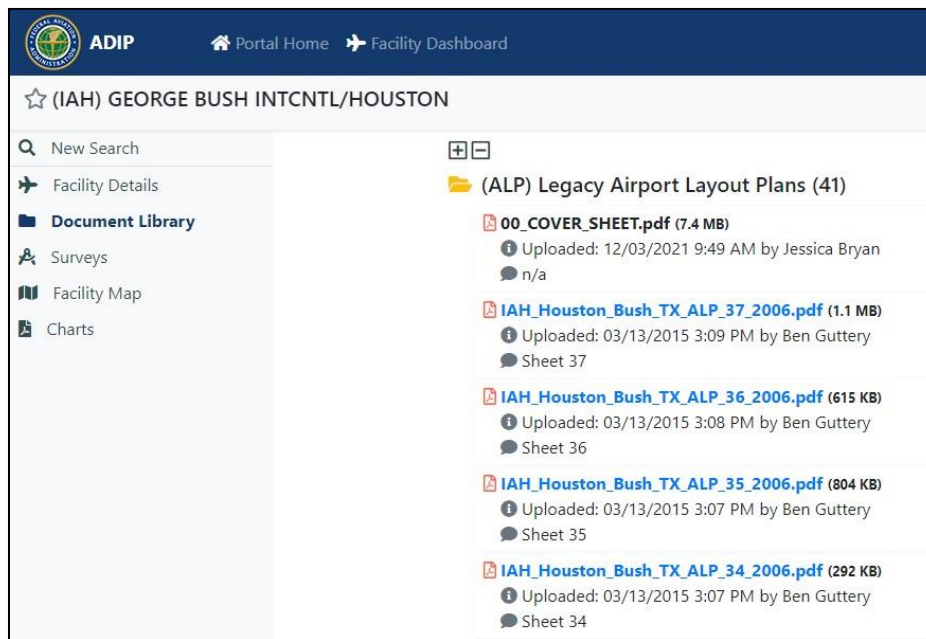 FEDERAL AVIATION ADMINISTRATION
ADIP
Portal Home
Facility Dashboard
(IAH) GEORGE BUSH INTCNTL/HOUSTON
New Search
Facility Details
Document Library
Surveys
Facility Map
Charts
(ALP) Legacy Airport Layout Plans (41)
00_COVER_SHEET.pdf (7.4 MB)
Uploaded: 12/03/2021 9:49 AM by Jessica Bryan
n/a
IAH_Houston_Bush_TX_ALP_37_2006.pdf (1.1 MB)
Uploaded: 03/13/2015 3:09 PM by Ben Guttery
Sheet 37
IAH_Houston_Bush_TX_ALP_36_2006.pdf (615 KB)
Uploaded: 03/13/2015 3:08 PM by Ben Guttery
Sheet 36
IAH_Houston_Bush_TX_ALP_35_2006.pdf (804 KB)
Uploaded: 03/13/2015 3:07 PM by Ben Guttery
Sheet 35
IAH_Houston_Bush_TX_ALP_34_2006.pdf (292 KB)
Uploaded: 03/13/2015 3:07 PM by Ben Guttery
Sheet 34